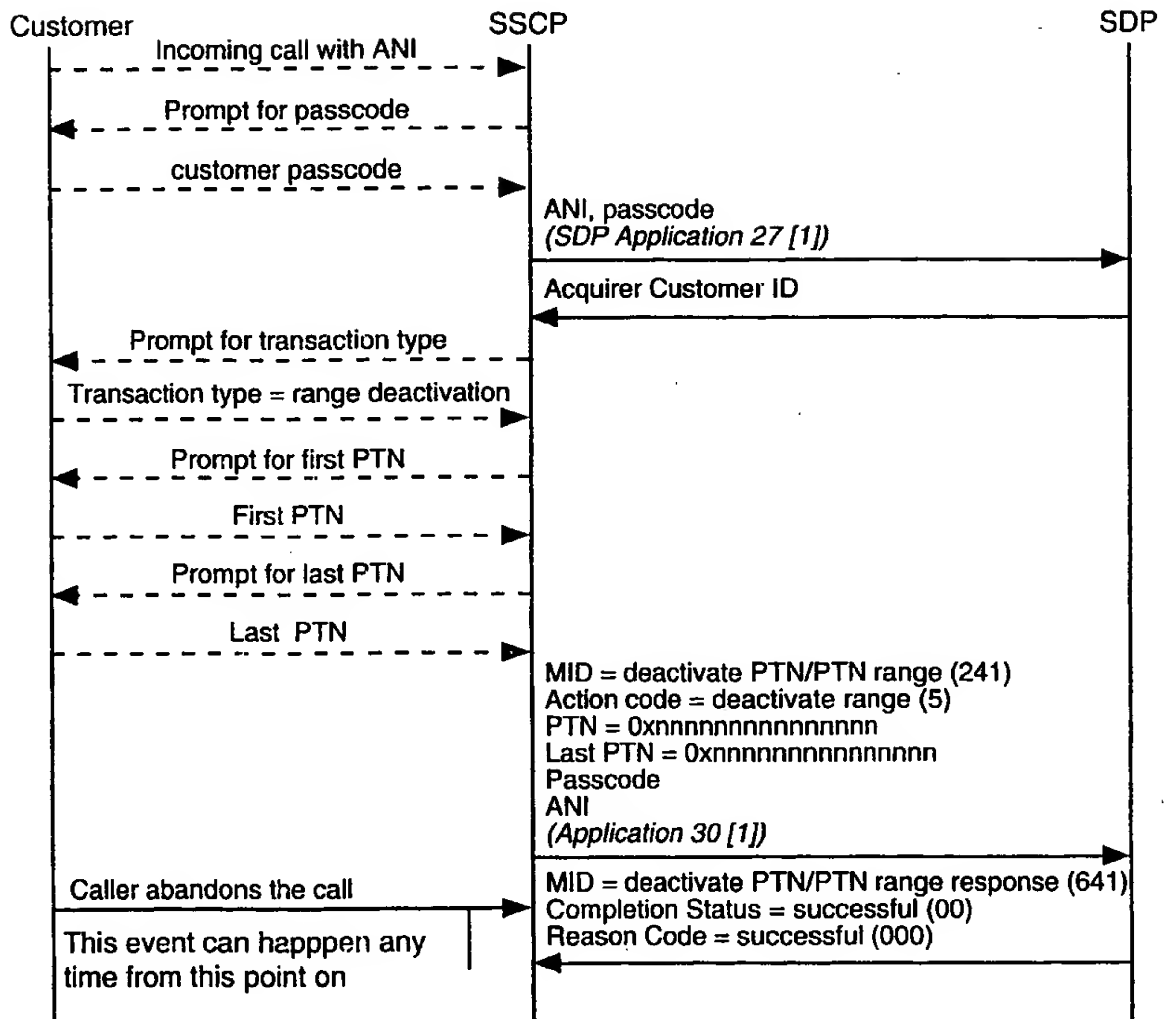 Customer
SSCP
SDP
Incoming call with ANI
Prompt for passcode
customer passcode
ANI, passcode
(SDP Application 27 [1])
Acquirer Customer ID
Prompt for transaction type
Transaction type = range deactivation
Prompt for first PTN
First PTN
Prompt for last PTN
Last PTN
MID = deactivate PTN/PTN range (241)
Action code = deactivate range (5)
PTN = 0xnnnnnnnnnnnnnnnn
Last PTN = 0xnnnnnnnnnnnnnnnn
Passcode
ANI
(Application 30 [1])
Caller abandons the call
This event can happpen any
time from this point on
MID = deactivate PTN/PTN range response (641)
Completion Status = successful (00)
Reason Code = successful (000)